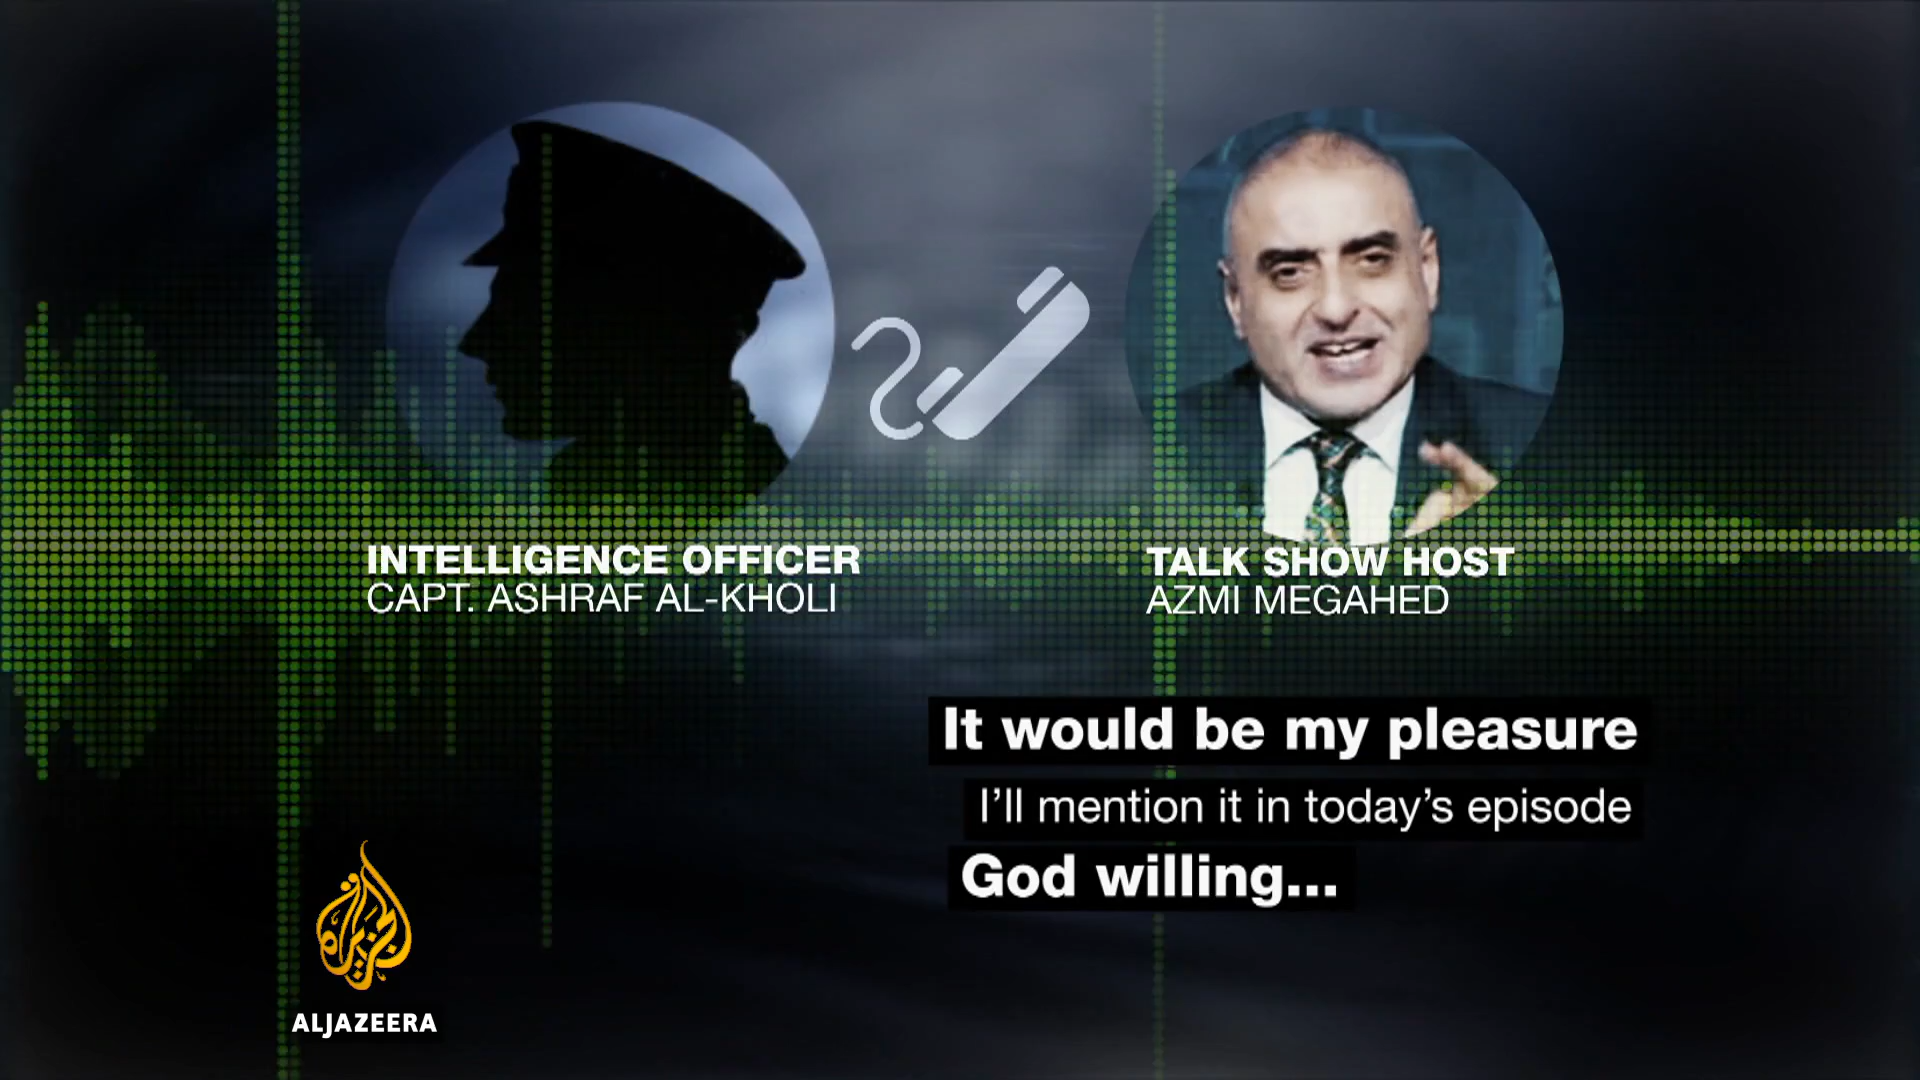 INTELLIGENCE OFFICER
CAPT. ASHRAF AL-KHOLI
TALK SHOW HOST
AZMI MEGAHED
It would be my pleasure
I'll mention it in today's episode
God willing...
الجزيرة
ALJAZEERA